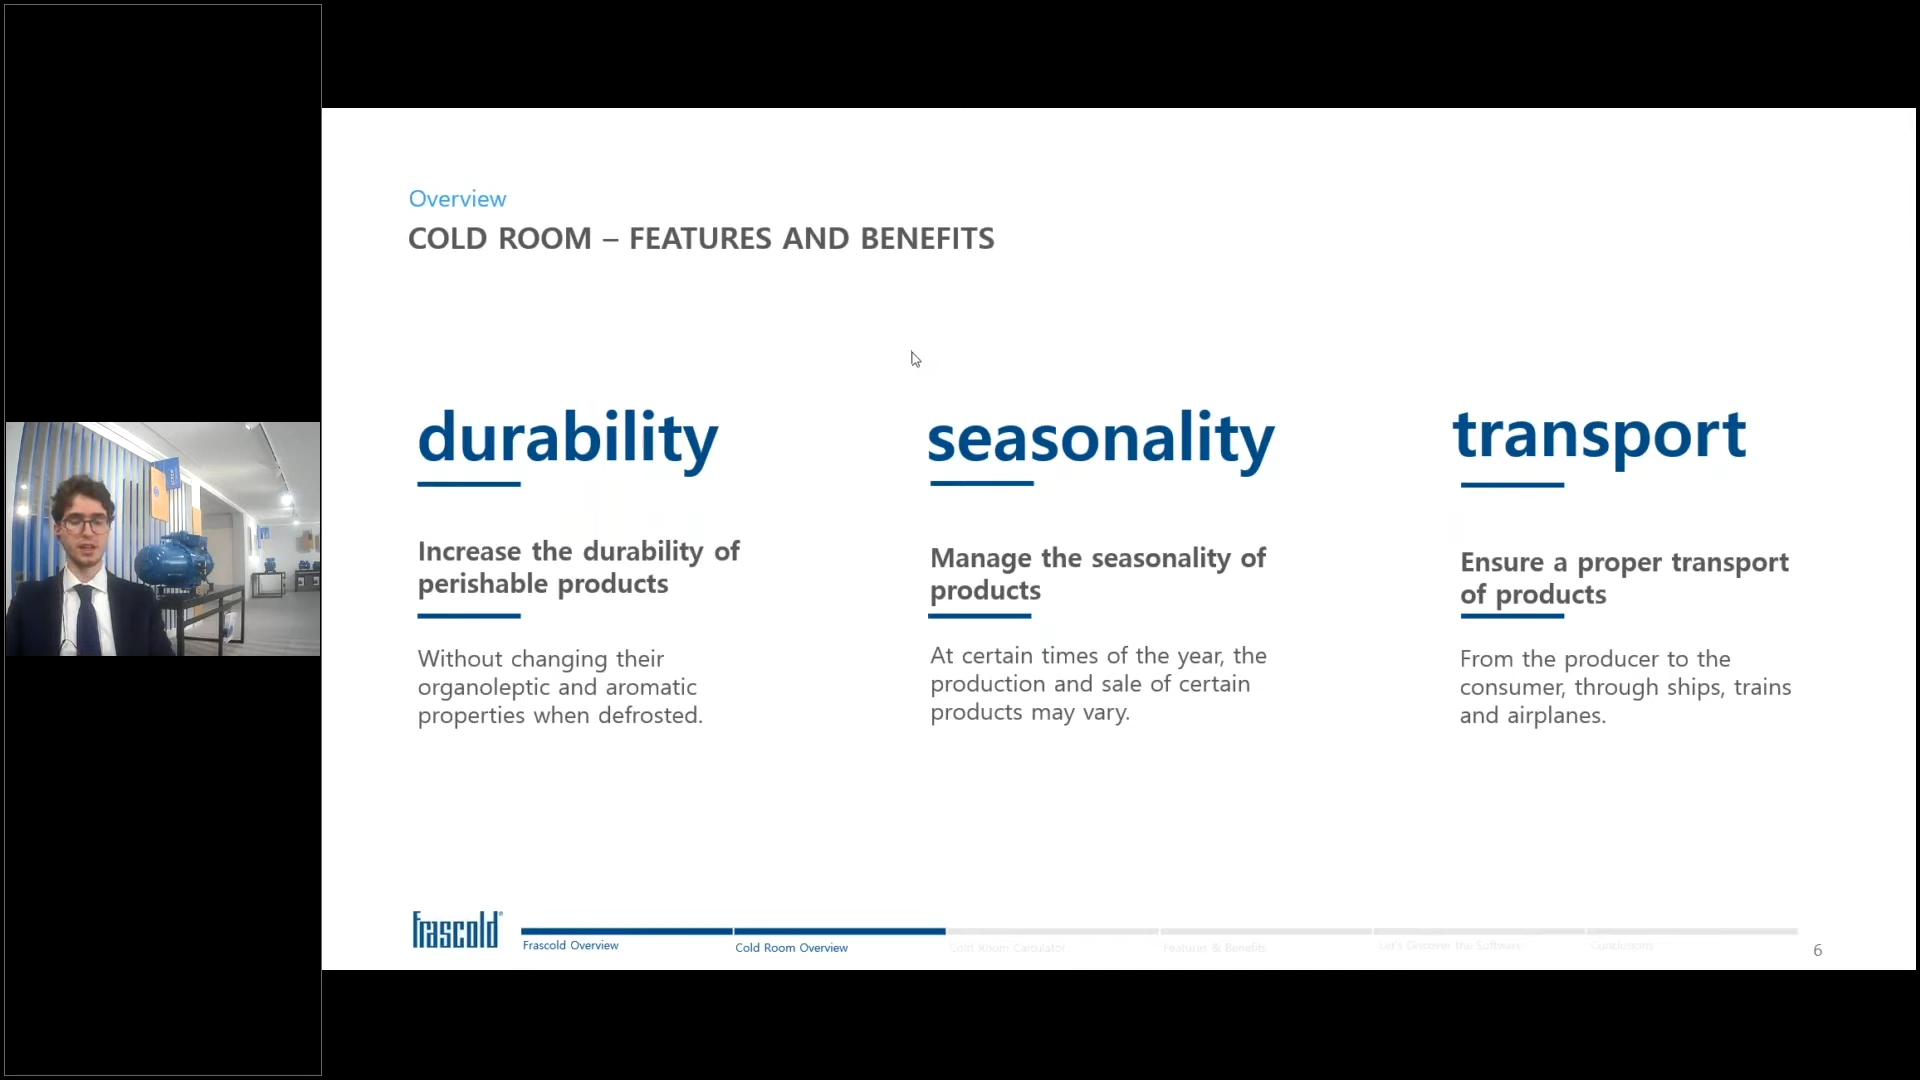 Overview
COLD ROOM – FEATURES AND BENEFITS
durability
Increase the durability of
perishable products
Without changing their
organoleptic and aromatic
properties when defrosted.
seasonality
Manage the seasonality of
products
At certain times of the year, the
production and sale of certain
products may vary.
transport
Ensure a proper transport
of products
From the producer to the
consumer, through ships, trains
and airplanes.
frascold
Frascold Overview
Cold Room Overview
Cold Room Calculator
Features & Benefits
Let's Discover the Software
Conclusions
6